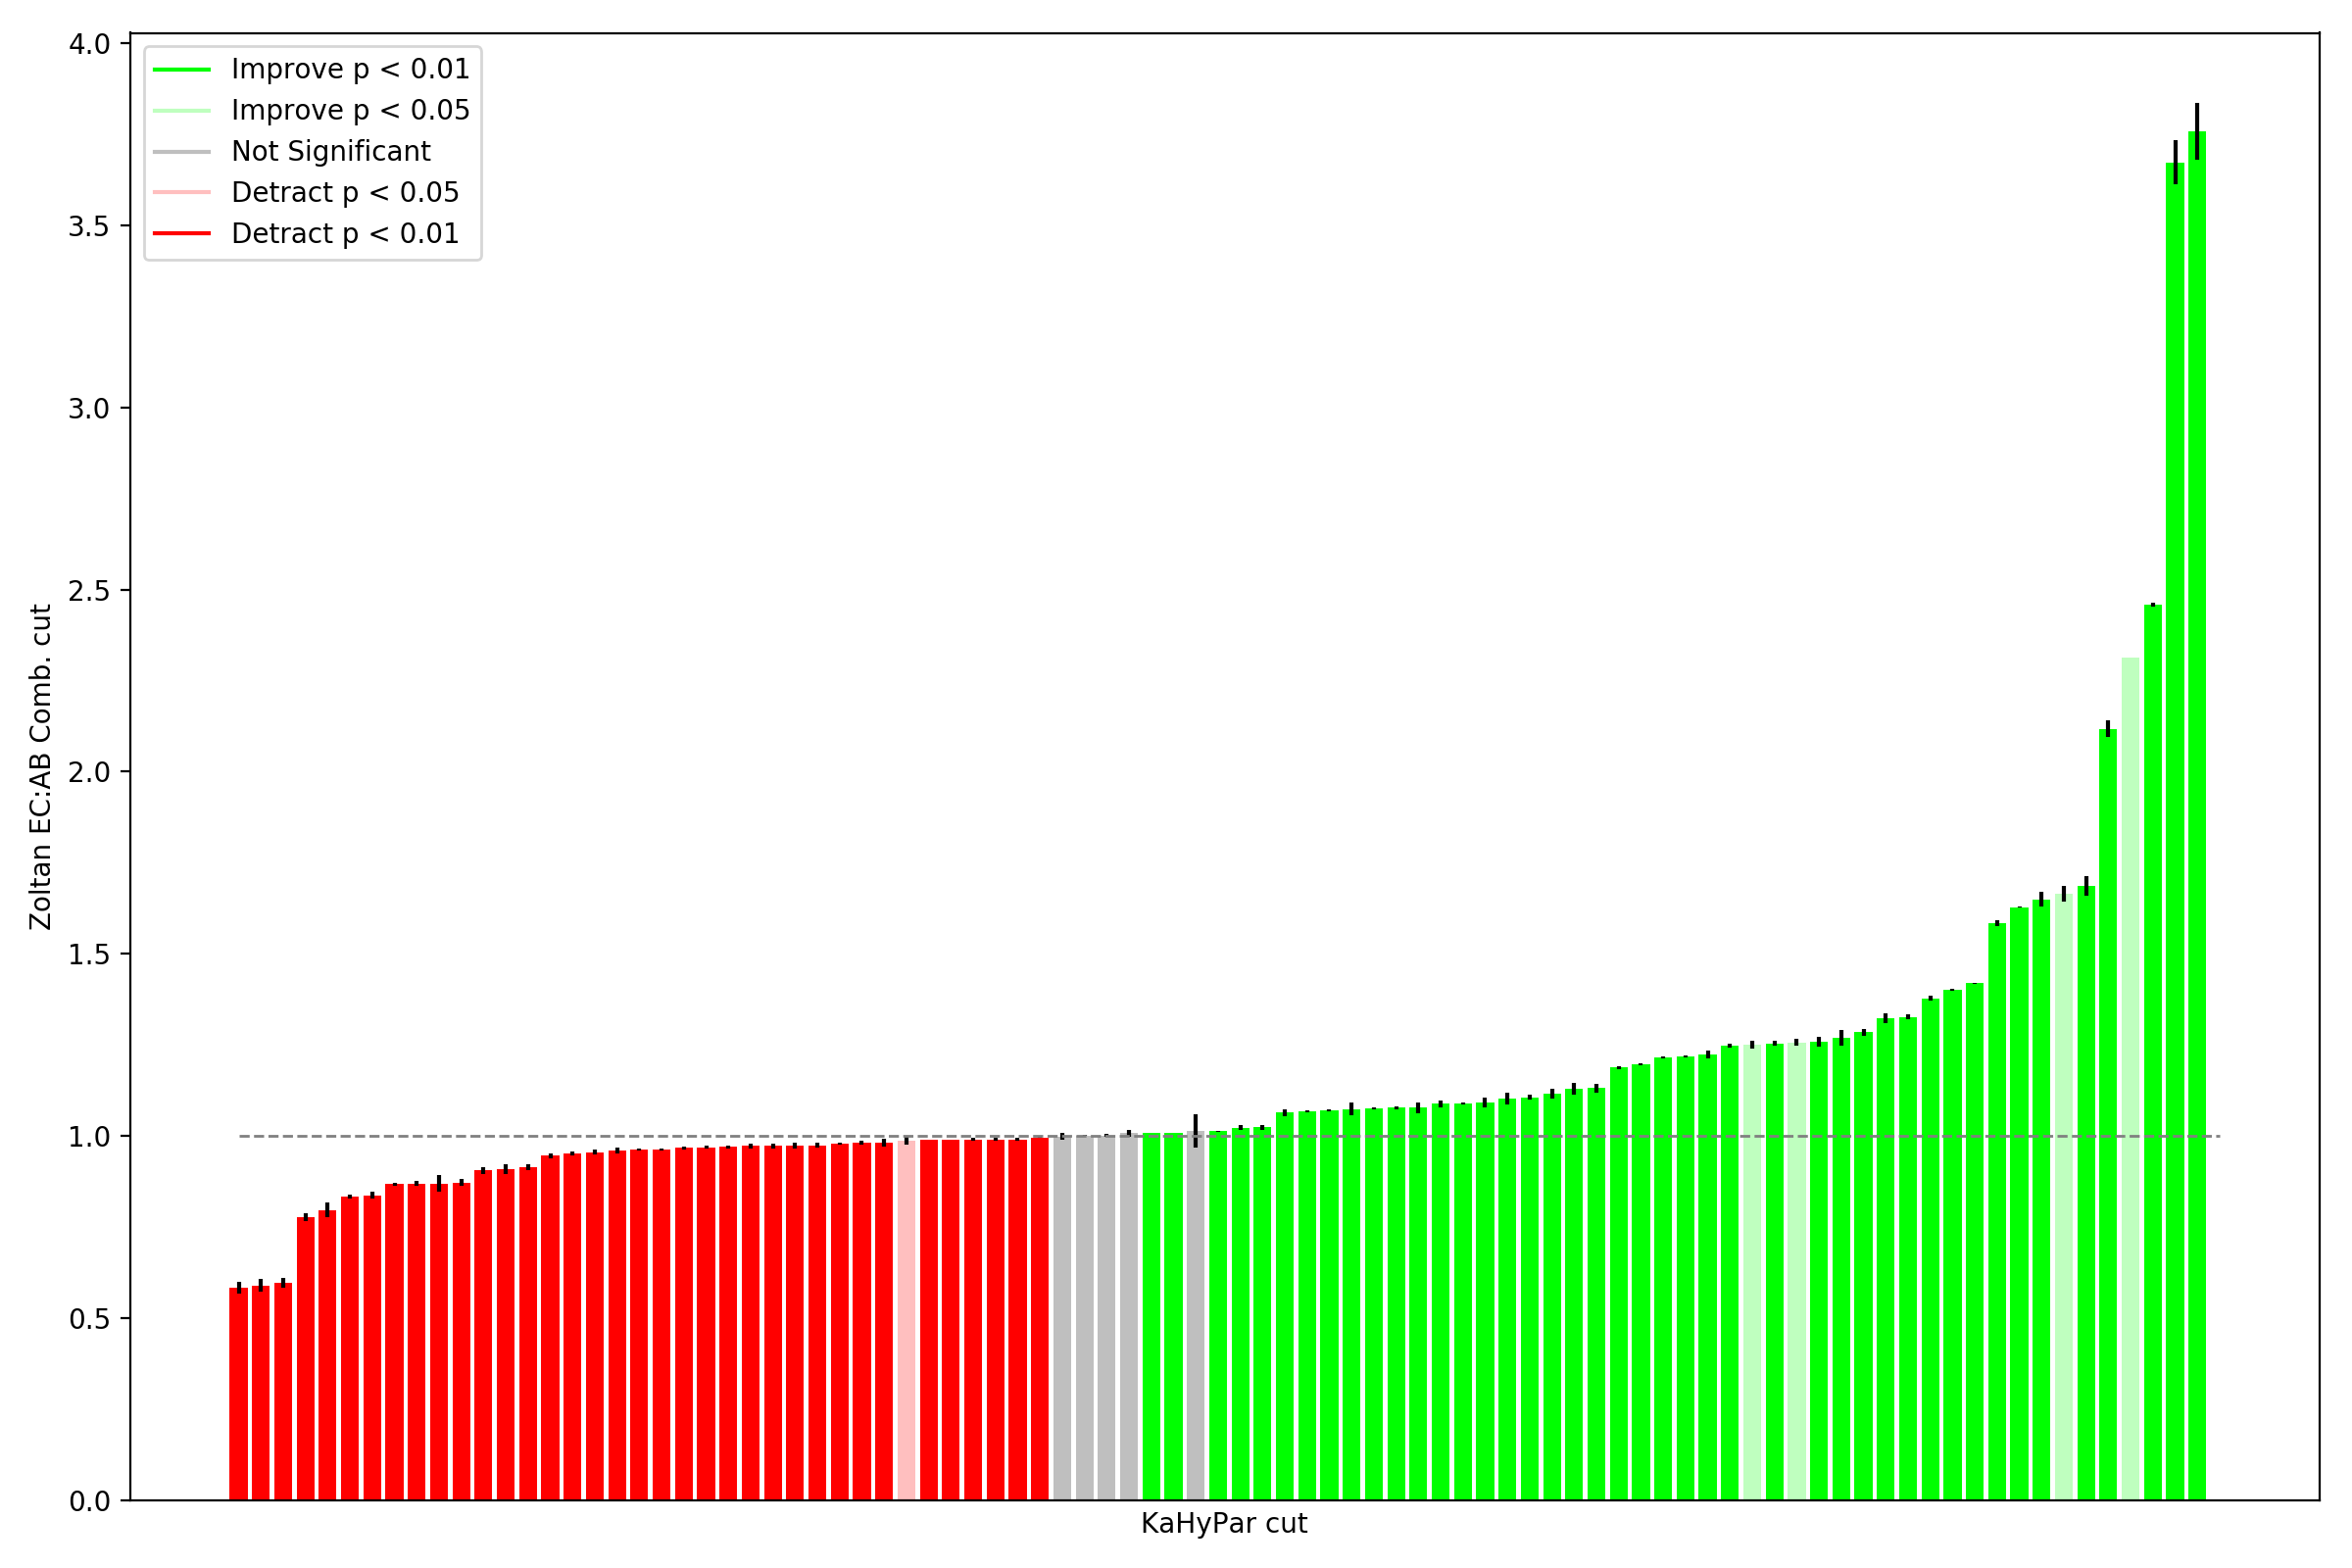 4.0
3.5
3.0
2.5
2.0
1.5
1.0
0.5
0.0
Zoltan EC:AB Comb. cut
Improve p < 0.01
Improve p < 0.05
Not Significant
Detract p < 0.05
Detract p < 0.01
KaHyPar cut